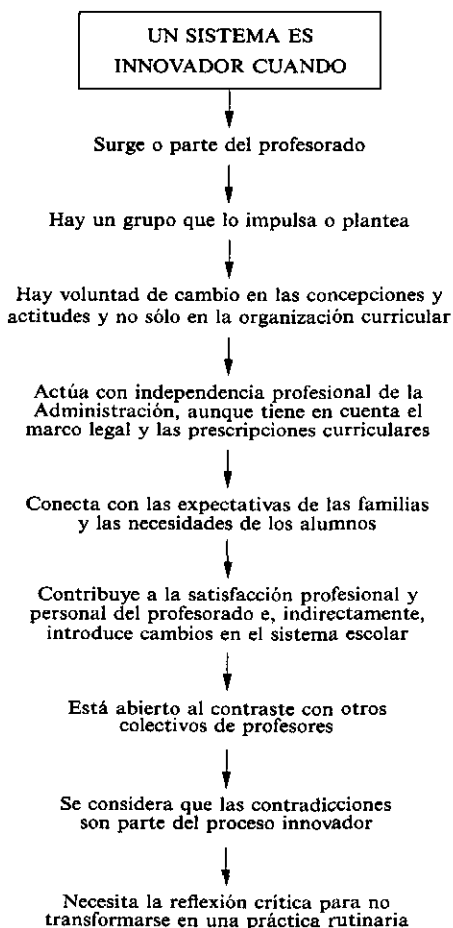 UN SISTEMA ES
INNOVADOR CUANDO
Surge o parte del profesorado
Hay un grupo que lo impulsa o plantea
Hay voluntad de cambio en las concepciones y
actitudes y no sólo en la organización curricular
Actúa con independencia profesional de la
Administración, aunque tiene en cuenta el
marco legal y las prescripciones curriculares
Conecta con las expectativas de las familias
y las necesidades de los alumnos
Contribuye a la satisfacción profesional y
personal del profesorado e, indirectamente,
introduce cambios en el sistema escolar
Está abierto al contraste con otros
colectivos de profesores
Se considera que las contradicciones
son parte del proceso innovador
Necesita la reflexión crítica para no
transformarse en una práctica rutinaria